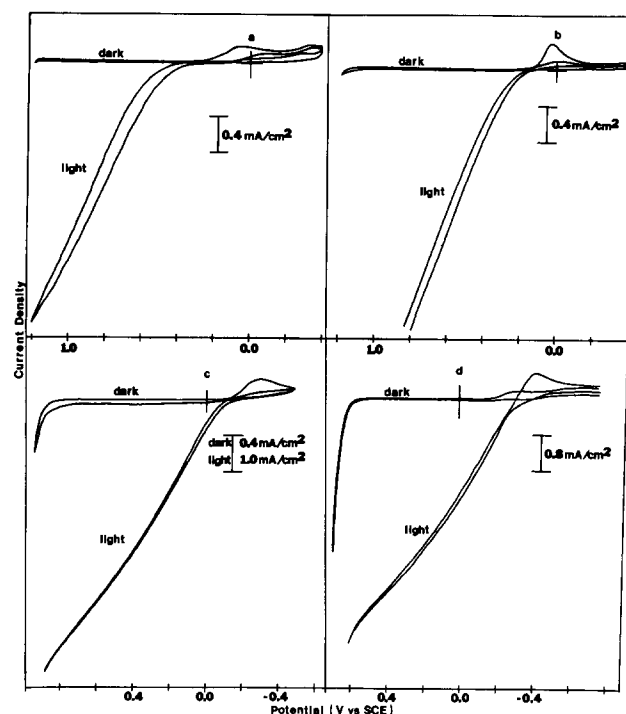 a
dark
0.4 mA/cm2
light
1.0
0.0
b
dark
0.4 mA/cm2
light
1.0
0.0
Current Density
c
dark
dark 0.4 mA/cm2
light 1.0 mA/cm2
light
0.4
0.0
-0.4
d
dark
0.8 mA/cm2
light
0.4
0.0
-0.4
Potential (V vs SCE)